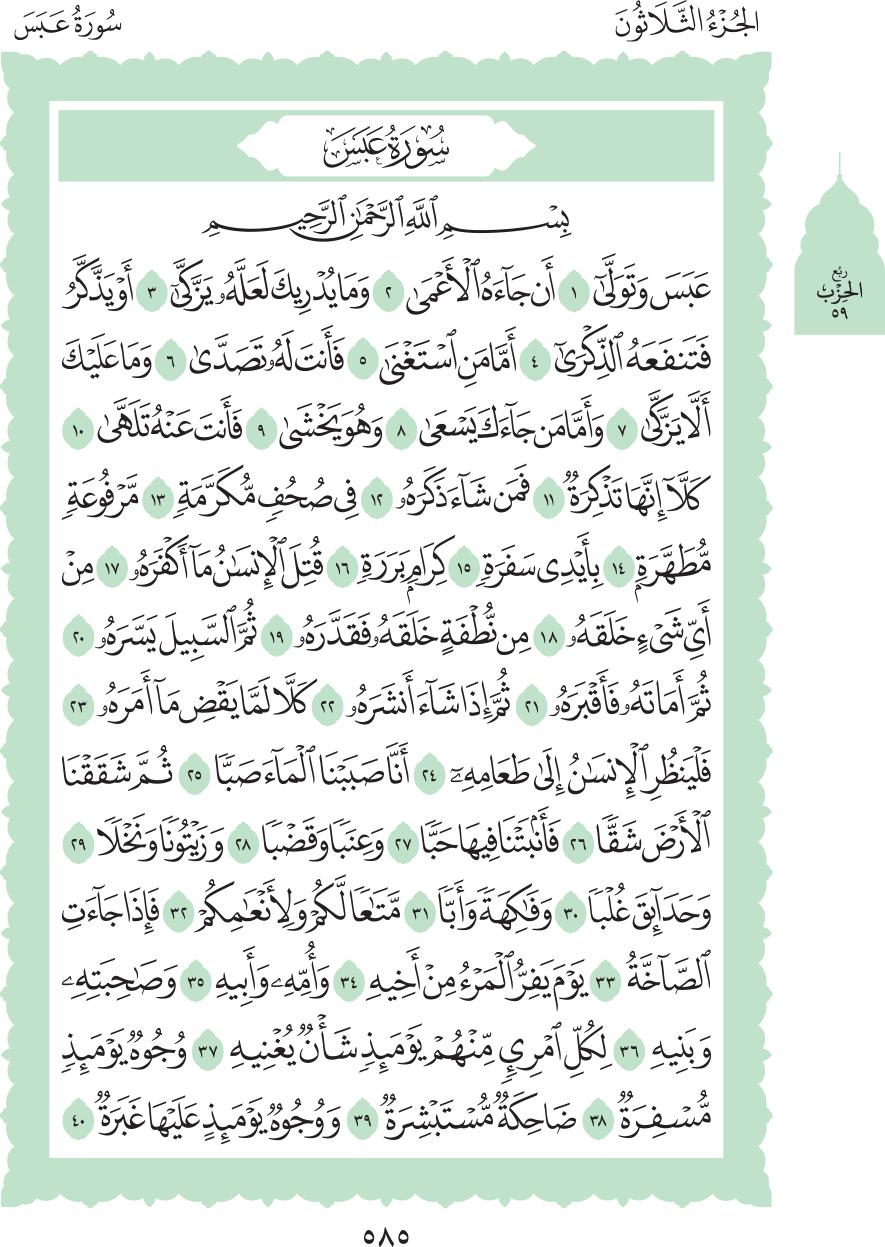 الجُزْءُ الثَّلَاثُونَ
سُورَةُ عَبَسَ
سُورَةُ عَبَسَ
بِسْمِ ٱللَّهِ ٱلرَّحْمَٰنِ ٱلرَّحِيمِ
رُبْع
الحِزْب
٥٩
عَبَسَ وَتَوَلَّىٰٓ ١ أَن جَآءَهُ ٱلْأَعْمَىٰ ٢ وَمَا يُدْرِيكَ لَعَلَّهُۥ يَزَّكَّىٰٓ ٣ أَوْ يَذَّكَّرُ
فَتَنفَعَهُ ٱلذِّكْرَىٰٓ ٤ أَمَّا مَنِ ٱسْتَغْنَىٰ ٥ فَأَنتَ لَهُۥ تَصَدَّىٰ ٦ وَمَا عَلَيْكَ
أَلَّا يَزَّكَّىٰ ٧ وَأَمَّا مَن جَآءَكَ يَسْعَىٰ ٨ وَهُوَ يَخْشَىٰ ٩ فَأَنتَ عَنْهُ تَلَهَّىٰ ١٠
كَلَّآ إِنَّهَا تَذْكِرَةٌ ١١ فَمَن شَآءَ ذَكَرَهُۥ ١٢ فِى صُحُفٍ مُّكَرَّمَةٍ ١٣ مَّرْفُوعَةٍ
مُّطَهَّرَةٍۭ ١٤ بِأَيْدِى سَفَرَةٍ ١٥ كِرَامٍۭ بَرَرَةٍ ١٦ قُتِلَ ٱلْإِنسَٰنُ مَآ أَكْفَرَهُۥ ١٧ مِنْ
أَىِّ شَىْءٍ خَلَقَهُۥ ١٨ مِن نُّطْفَةٍ خَلَقَهُۥ فَقَدَّرَهُۥ ١٩ ثُمَّ ٱلسَّبِيلَ يَسَّرَهُۥ ٢٠
ثُمَّ أَمَاتَهُۥ فَأَقْبَرَهُۥ ٢١ ثُمَّ إِذَا شَآءَ أَنشَرَهُۥ ٢٢ كَلَّا لَمَّا يَقْضِ مَآ أَمَرَهُۥ ٢٣
فَلْيَنظُرِ ٱلْإِنسَٰنُ إِلَىٰ طَعَامِهِۦٓ ٢٤ أَنَّا صَبَبْنَا ٱلْمَآءَ صَبًّا ٢٥ ثُمَّ شَقَقْنَا
ٱلْأَرْضَ شَقًّا ٢٦ فَأَنۢبَتْنَا فِيهَا حَبًّا ٢٧ وَعِنَبًا وَقَضْبًا ٢٨ وَزَيْتُونًا وَنَخْلًا ٢٩
وَحَدَآئِقَ غُلْبًا ٣٠ وَفَٰكِهَةً وَأَبًّا ٣١ مَّتَٰعًا لَّكُمْ وَلِأَنْعَٰمِكُمْ ٣٢ فَإِذَا جَآءَتِ
ٱلصَّآخَّةُ ٣٣ يَوْمَ يَفِرُّ ٱلْمَرْءُ مِنْ أَخِيهِ ٣٤ وَأُمِّهِۦ وَأَبِيهِ ٣٥ وَصَٰحِبَتِهِۦ
وَبَنِيهِ ٣٦ لِكُلِّ ٱمْرِئٍ مِّنْهُمْ يَوْمَئِذٍ شَأْنٌ يُغْنِيهِ ٣٧ وُجُوهٌ يَوْمَئِذٍ
مُّسْفِرَةٌ ٣٨ ضَاحِكَةٌ مُّسْتَبْشِرَةٌ ٣٩ وَوُجُوهٌ يَوْمَئِذٍ عَلَيْهَا غَبَرَةٌ ٤٠
٥٨٥